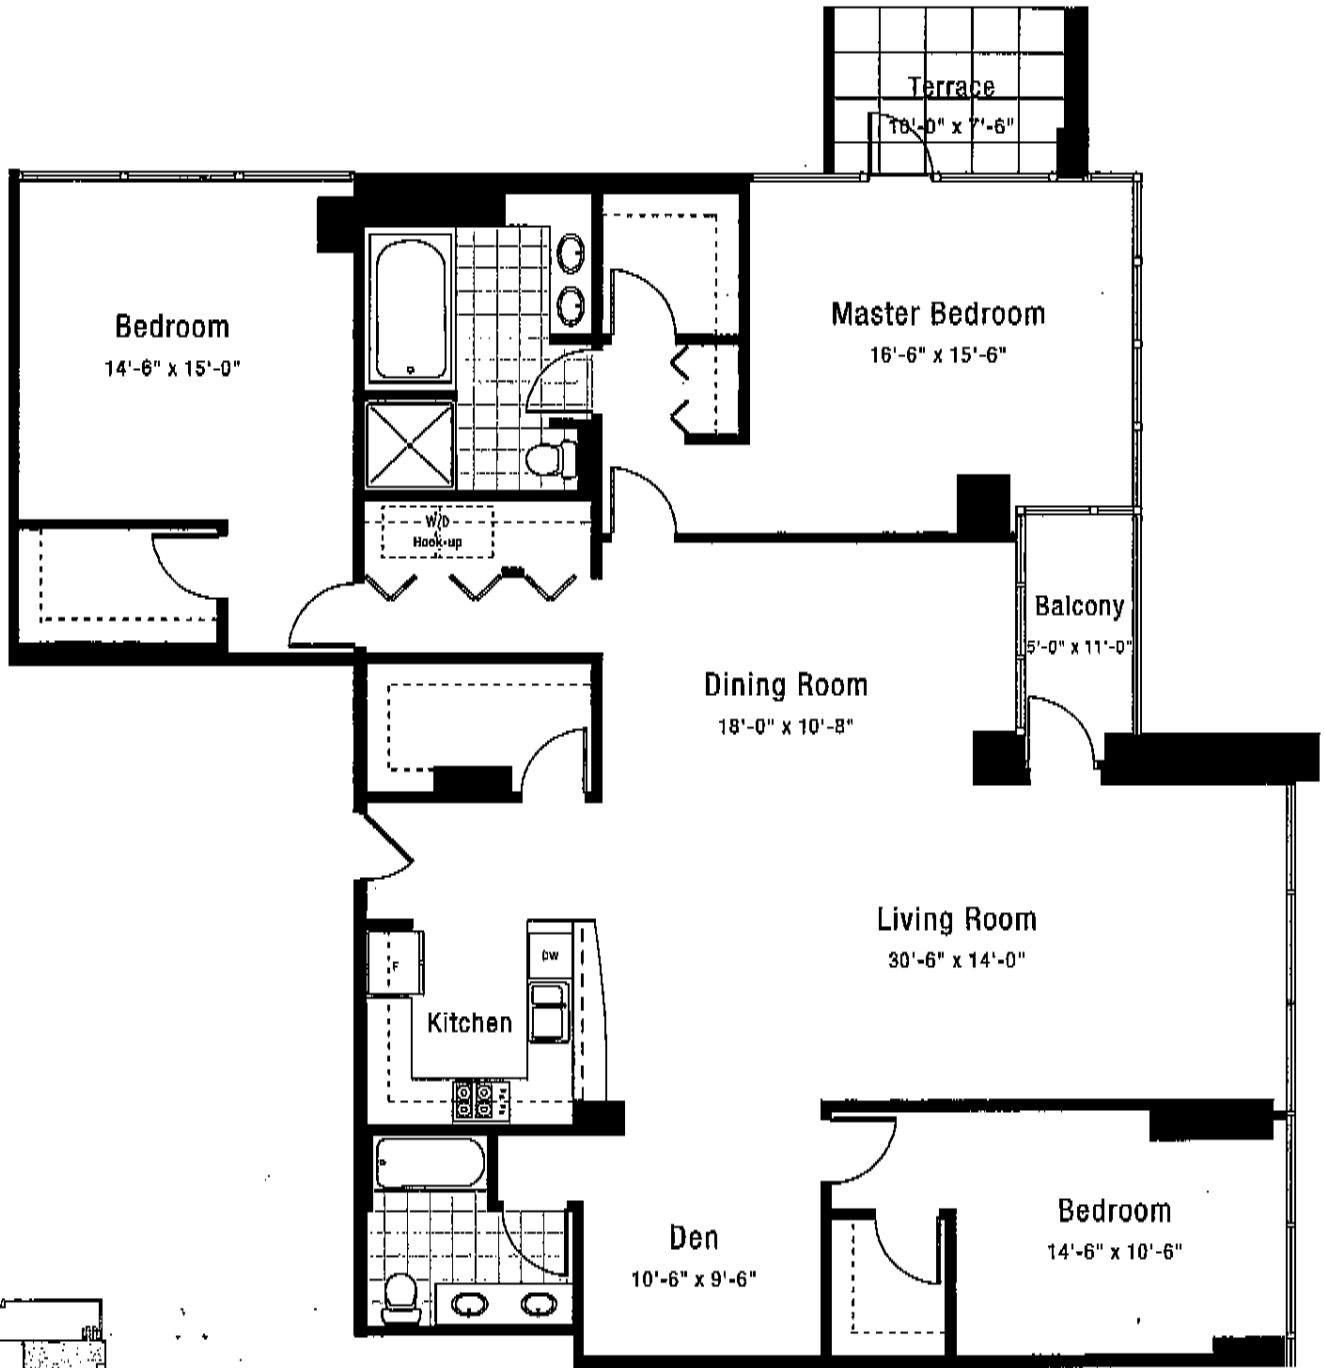 Terrace
10'-0" x 7'-6"
Bedroom
14'-6" x 15'-0"
Master Bedroom
16'-6" x 15'-6"
W/D
Hook-up
Balcony
5'-0" x 11'-0"
Dining Room
18'-0" x 10'-8"
Living Room
30'-6" x 14'-0"
DW
F
Kitchen
Bedroom
14'-6" x 10'-6"
Den
10'-6" x 9'-6"